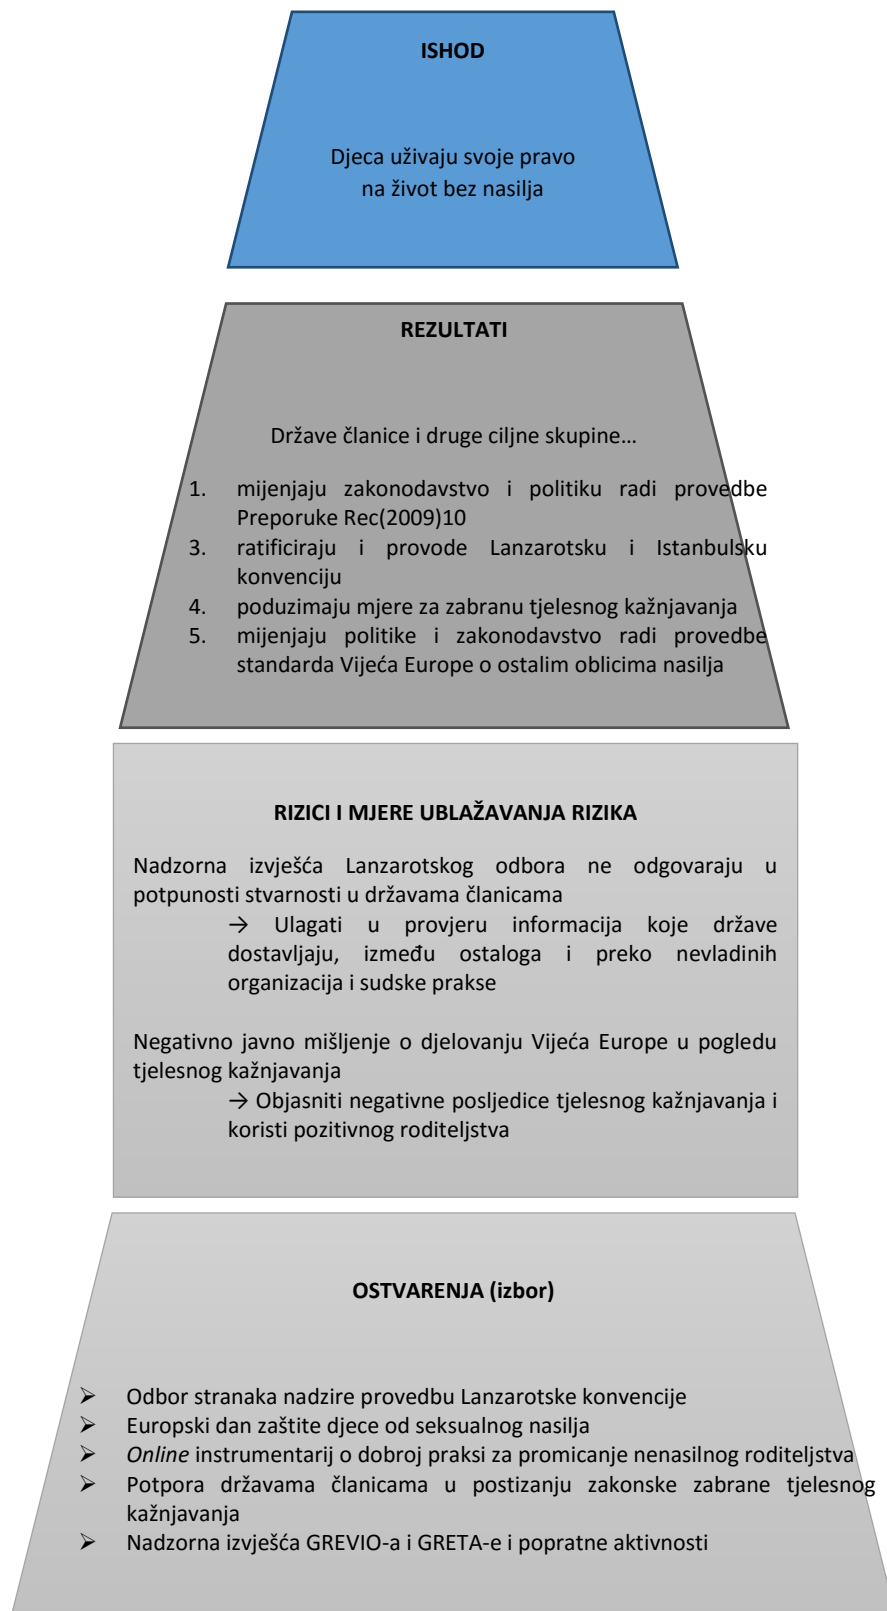 ISHOD
Djeca uživaju svoje pravo
na život bez nasilja
REZULTATI
Države članice i druge ciljne skupine…
1. mijenjaju zakonodavstvo i politiku radi provedbe
Preporuke Rec(2009)10
3. ratificiraju i provode Lanzarotsku i Istanbulsku
konvenciju
4. poduzimaju mjere za zabranu tjelesnog kažnjavanja
5. mijenjaju politike i zakonodavstvo radi provedbe
standarda Vijeća Europe o ostalim oblicima nasilja
RIZICI I MJERE UBLAŽAVANJA RIZIKA
Nadzorna izvješća Lanzarotskog odbora ne odgovaraju u
potpunosti stvarnosti u državama članicama
→ Ulagati u provjeru informacija koje države
dostavljaju, između ostaloga i preko nevladinih
organizacija i sudske prakse
Negativno javno mišljenje o djelovanju Vijeća Europe u pogledu
tjelesnog kažnjavanja
→ Objasniti negativne posljedice tjelesnog kažnjavanja i
koristi pozitivnog roditeljstva
OSTVARENJA (izbor)
➢ Odbor stranaka nadzire provedbu Lanzarotske konvencije
➢ Europski dan zaštite djece od seksualnog nasilja
➢ Online instrumentarij o dobroj praksi za promicanje nenasilnog roditeljstva
➢ Potpora državama članicama u postizanju zakonske zabrane tjelesnog
kažnjavanja
➢ Nadzorna izvješća GREVIO-a i GRETA-e i popratne aktivnosti